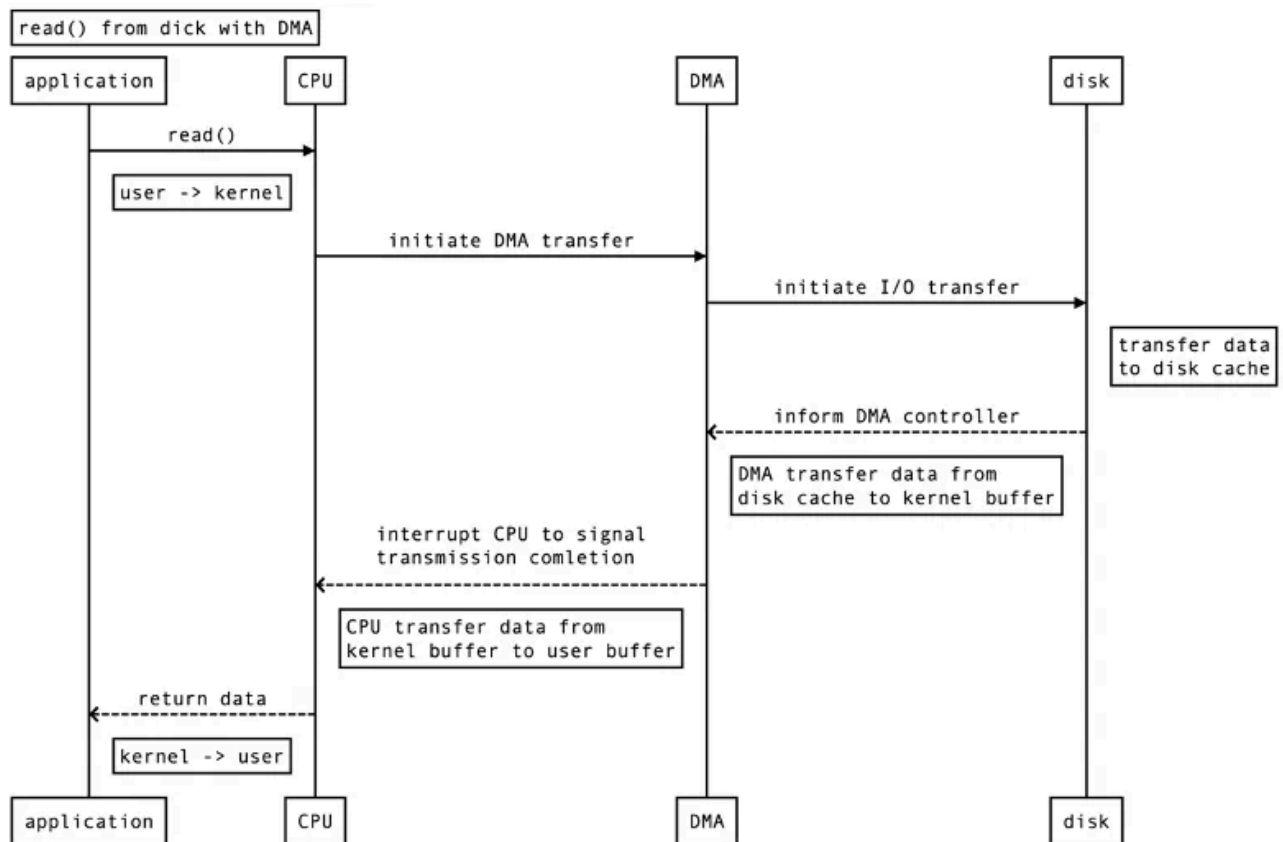 read() from dick with DMA
application
CPU
DMA
disk
read()
user -> kernel
initiate DMA transfer
initiate I/O transfer
transfer data
to disk cache
inform DMA controller
DMA transfer data from
disk cache to kernel buffer
interrupt CPU to signal
transmission comletion
CPU transfer data from
kernel buffer to user buffer
return data
kernel -> user
application
CPU
DMA
disk